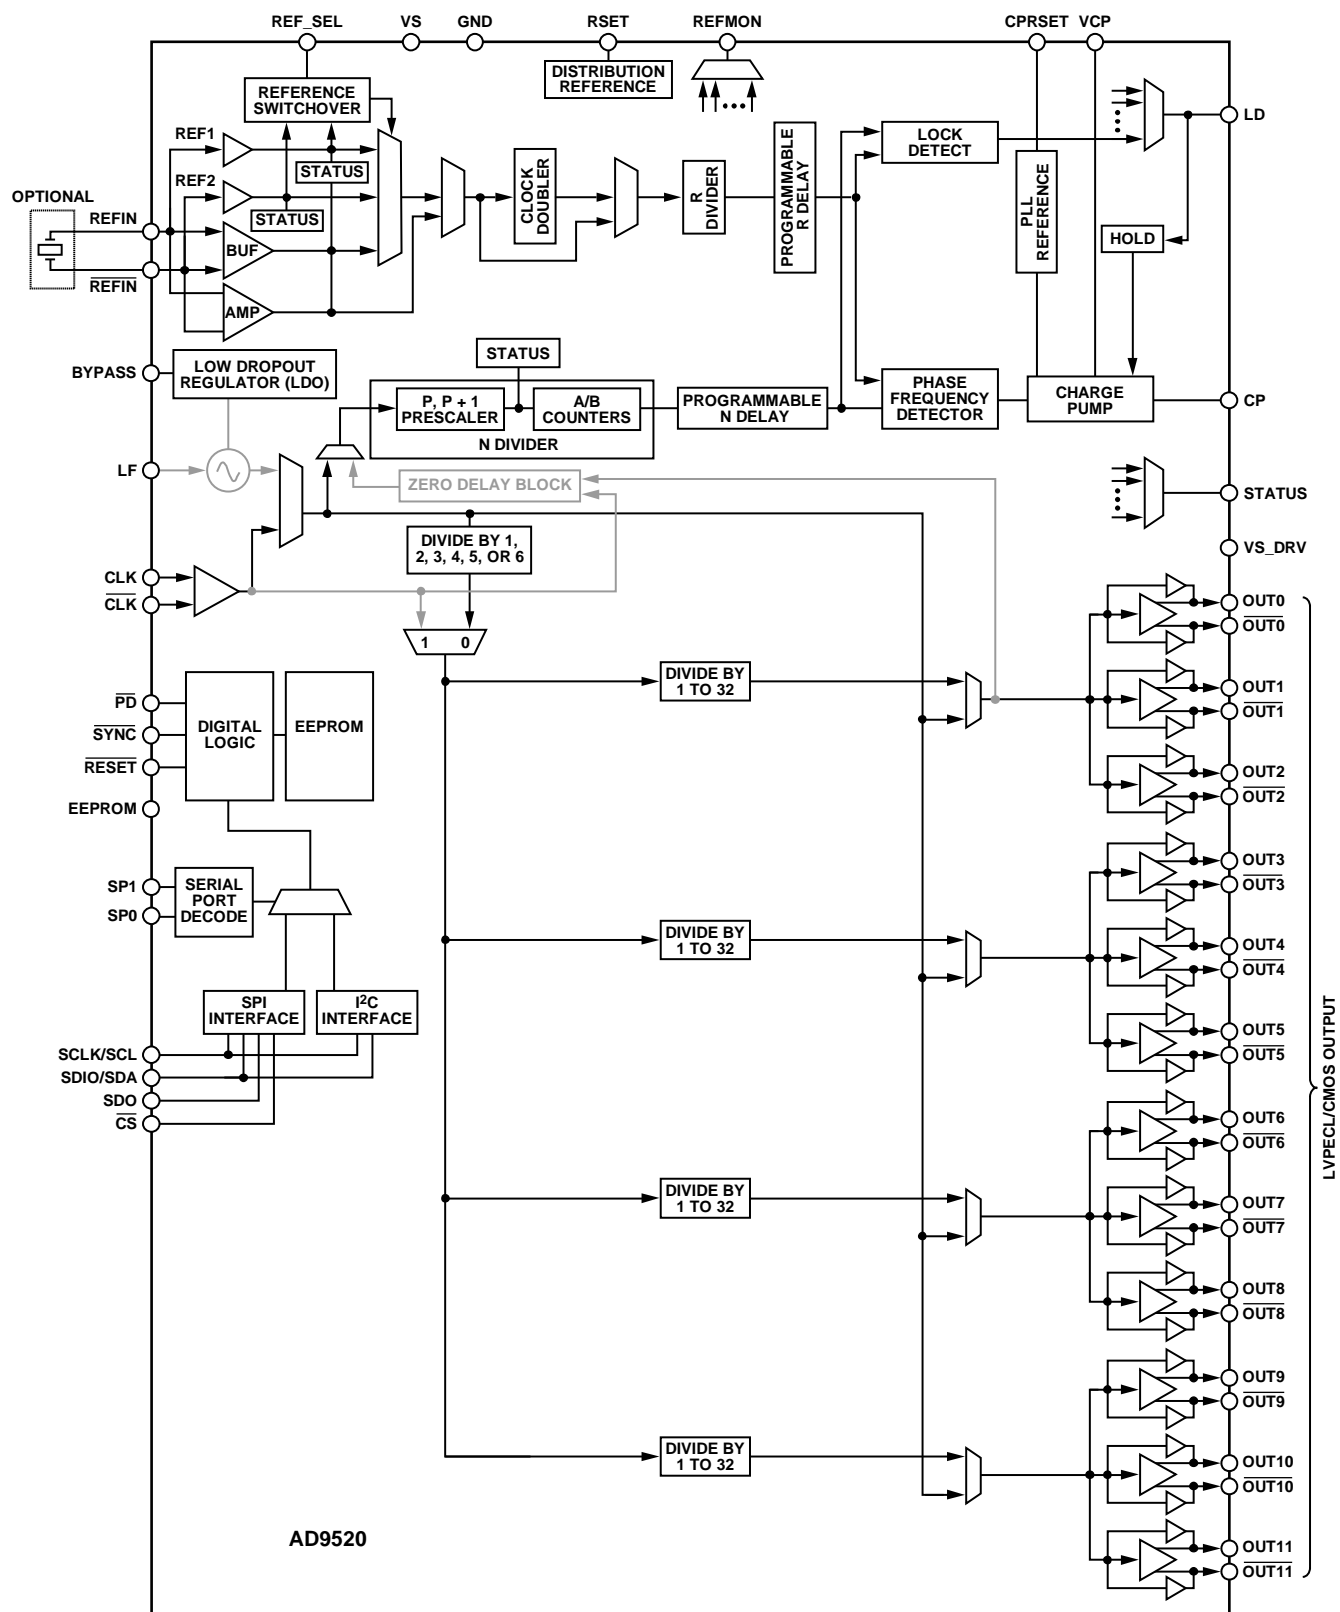 REF_SEL VS GND RSET REFMON CPRSET VCP
DISTRIBUTION
REFERENCE
REFERENCE
SWITCHOVER
LD
REF1
STATUS
REF2
STATUS
OPTIONAL
REFIN
REFIN
BUF
AMP
CLOCK
DOUBLER
R
DIVIDER
PROGRAMMABLE
R DELAY
LOCK
DETECT
PLL
REFERENCE
HOLD
BYPASS
LOW DROPOUT
REGULATOR (LDO)
STATUS
P, P + 1
PRESCALER
A/B
COUNTERS
N DIVIDER
PROGRAMMABLE
N DELAY
PHASE
FREQUENCY
DETECTOR
CHARGE
PUMP
CP
LF
ZERO DELAY BLOCK
STATUS
DIVIDE BY 1,
2, 3, 4, 5, OR 6
VS_DRV
CLK
CLK
1 0
OUT0
OUT0
DIVIDE BY
1 TO 32
OUT1
OUT1
OUT2
OUT2
PD
SYNC
RESET
EEPROM
DIGITAL
LOGIC
EEPROM
SP1
SP0
SERIAL
PORT
DECODE
OUT3
OUT3
DIVIDE BY
1 TO 32
OUT4
OUT4
OUT5
OUT5
SPI
INTERFACE
I2C
INTERFACE
SCLK/SCL
SDIO/SDA
SDO
CS
LVPECL/CMOS OUTPUT
OUT6
OUT6
DIVIDE BY
1 TO 32
OUT7
OUT7
OUT8
OUT8
OUT9
OUT9
DIVIDE BY
1 TO 32
OUT10
OUT10
OUT11
OUT11
AD9520